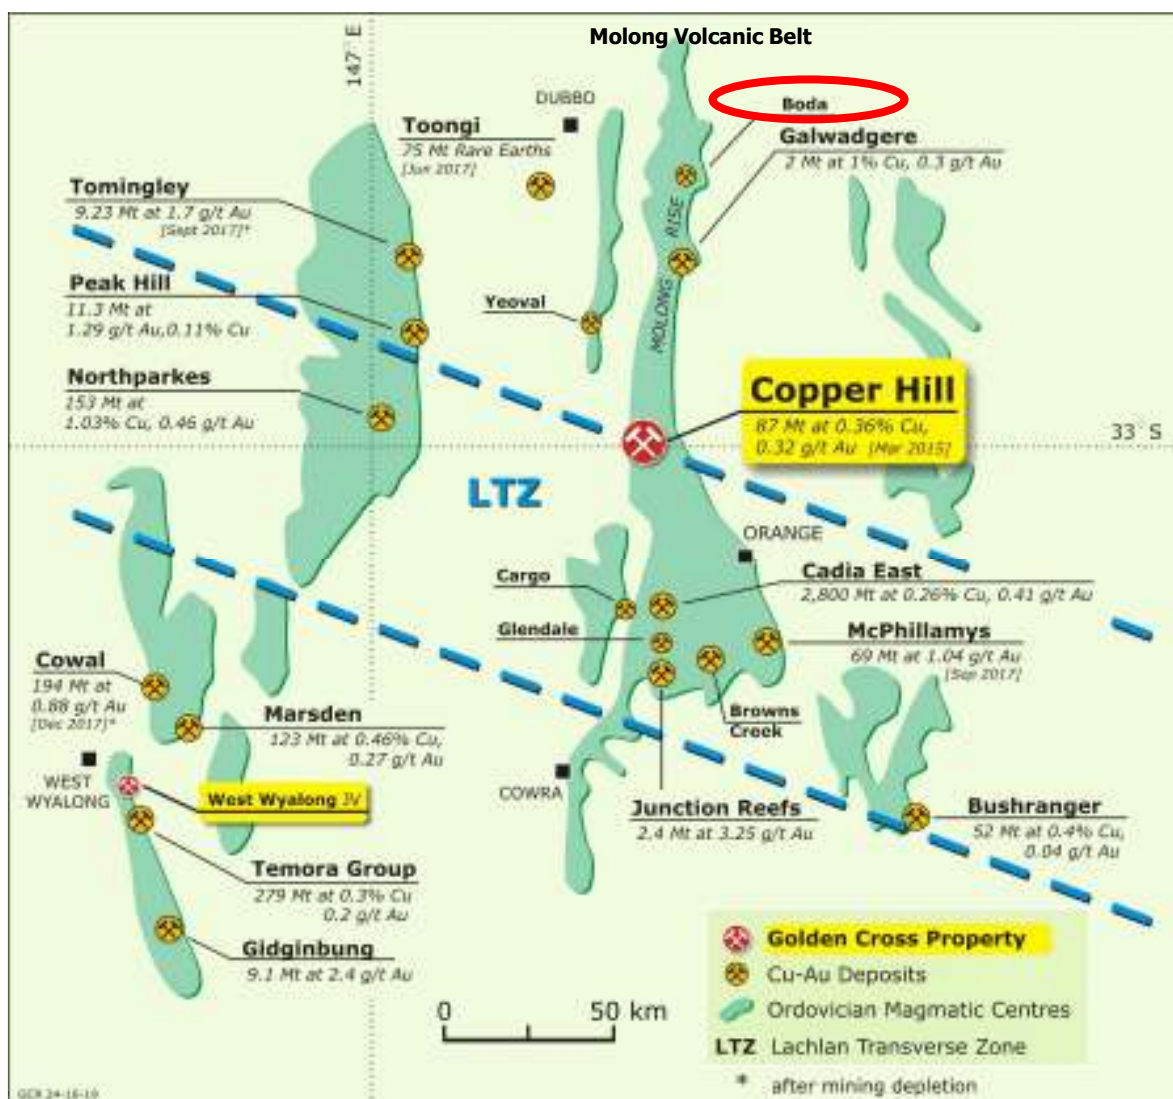 Molong Volcanic Belt
147° E
DUBBO
Boda
Toongi
75 Mt Rare Earths
[Jun 2017]
Galwadgere
2 Mt at 1% Cu, 0.3 g/t Au
Tomingley
9.23 Mt at 1.7 g/t Au
[Sept 2017]*
MOLONG RISE
Peak Hill
11.3 Mt at
1.29 g/t Au,0.11% Cu
Yeoval
Northparkes
153 Mt at
1.03% Cu, 0.46 g/t Au
Copper Hill
87 Mt at 0.36% Cu,
0.32 g/t Au [Mar 2015]
33° S
LTZ
ORANGE
Cargo
Cadia East
2,800 Mt at 0.26% Cu, 0.41 g/t Au
Glendale
McPhillamys
69 Mt at 1.04 g/t Au
[Sep 2017]
Cowal
194 Mt at
0.88 g/t Au
[Dec 2017]*
Marsden
123 Mt at 0.46% Cu,
0.27 g/t Au
Browns
Creek
WEST
WYALONG
West Wyalong JV
COWRA
Junction Reefs
2.4 Mt at 3.25 g/t Au
Bushranger
52 Mt at 0.4% Cu,
0.04 g/t Au
Temora Group
279 Mt at 0.3% Cu
0.2 g/t Au
Gidginbung
9.1 Mt at 2.4 g/t Au
0 50 km
Golden Cross Property
Cu-Au Deposits
Ordovician Magmatic Centres
LTZ Lachlan Transverse Zone
* after mining depletion